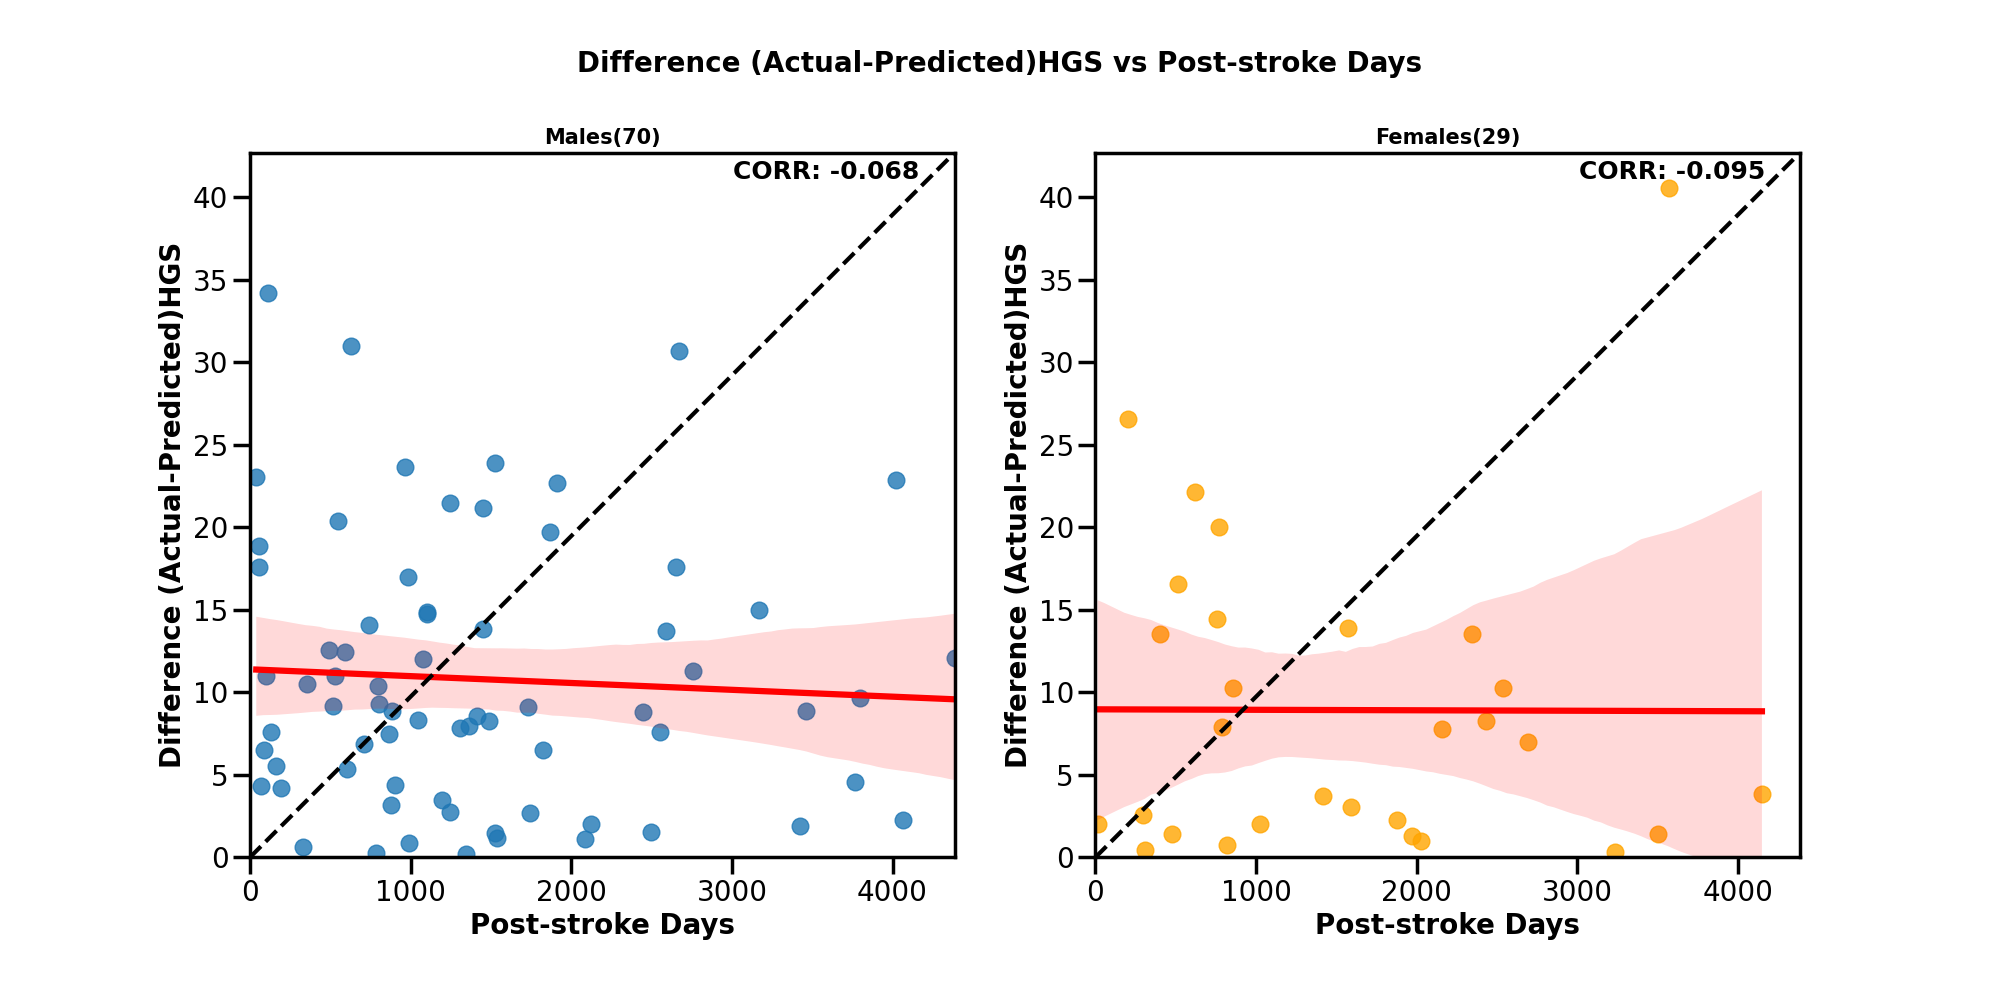 Difference (Actual-Predicted)HGS vs Post-stroke Days
Males(70)
CORR: -0.068
Difference (Actual-Predicted)HGS
40
35
30
25
20
15
10
5
0
0 1000 2000 3000 4000
Post-stroke Days
Females(29)
CORR: -0.095
Difference (Actual-Predicted)HGS
40
35
30
25
20
15
10
5
0
0 1000 2000 3000 4000
Post-stroke Days